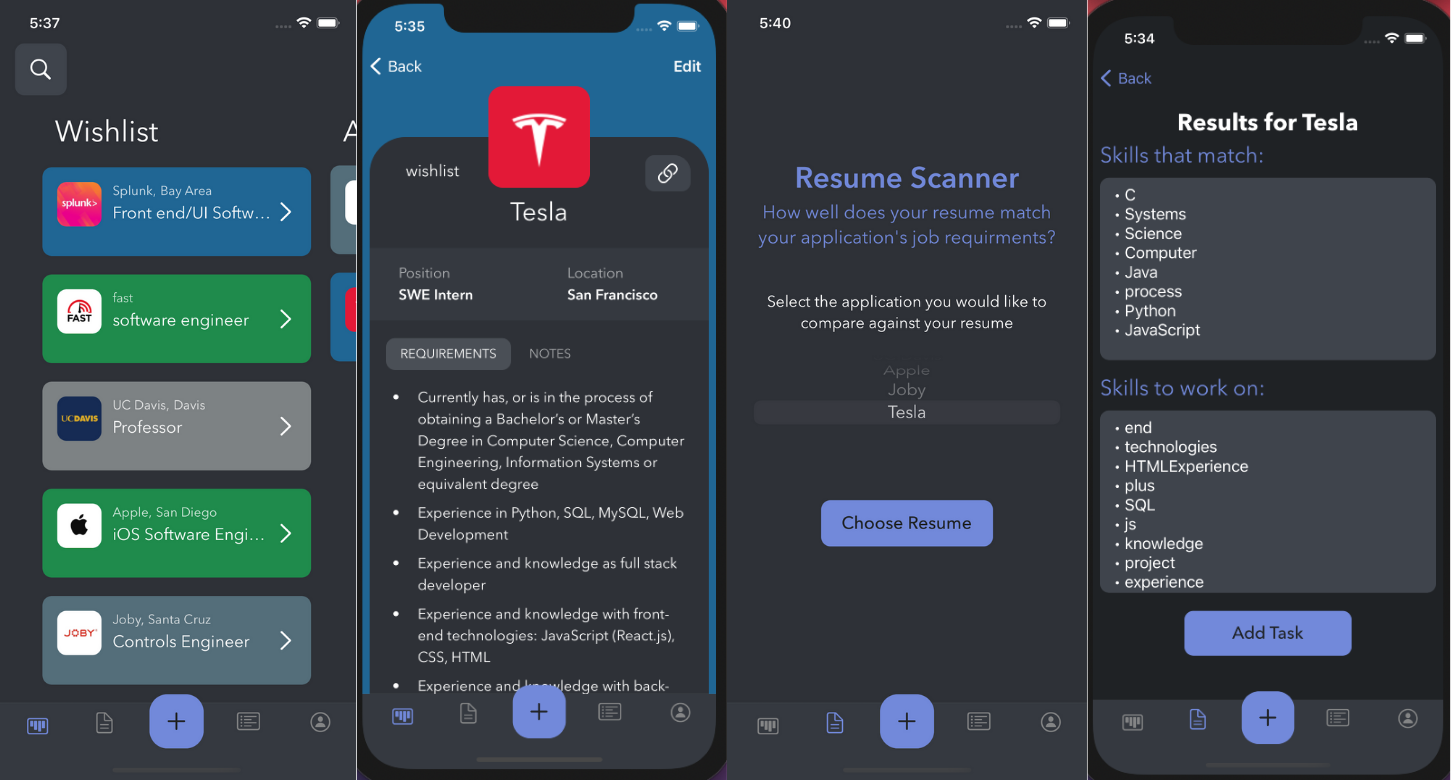 5:37
Wishlist
A
splunk>
Splunk, Bay Area
Front end/UI Softw...
FAST
fast
software engineer
UCDAVIS
UC Davis, Davis
Professor
Apple, San Diego
iOS Software Engi...
JOBY
Joby, Santa Cruz
Controls Engineer
+
5:35
Back
Edit
wishlist
Tesla
Position
Location
SWE Intern
San Francisco
REQUIREMENTS
NOTES
• Currently has, or is in the process of
obtaining a Bachelor's or Master's
Degree in Computer Science, Computer
Engineering, Information Systems or
equivalent degree
• Experience in Python, SQL, MySQL, Web
Development
• Experience and knowledge as full stack
developer
• Experience and knowledge with front-
end technologies: JavaScript (React.js),
CSS, HTML
• Experience and knowledge with back-
+
5:40
Resume Scanner
How well does your resume match
your application's job requirments?
Select the application you would like to
compare against your resume
Apple
Joby
Tesla
Choose Resume
+
5:34
Back
Results for Tesla
Skills that match:
• C
• Systems
• Science
• Computer
• Java
• process
• Python
• JavaScript
Skills to work on:
• end
• technologies
• HTMLExperience
• plus
• SQL
• js
• knowledge
• project
• experience
Add Task
+